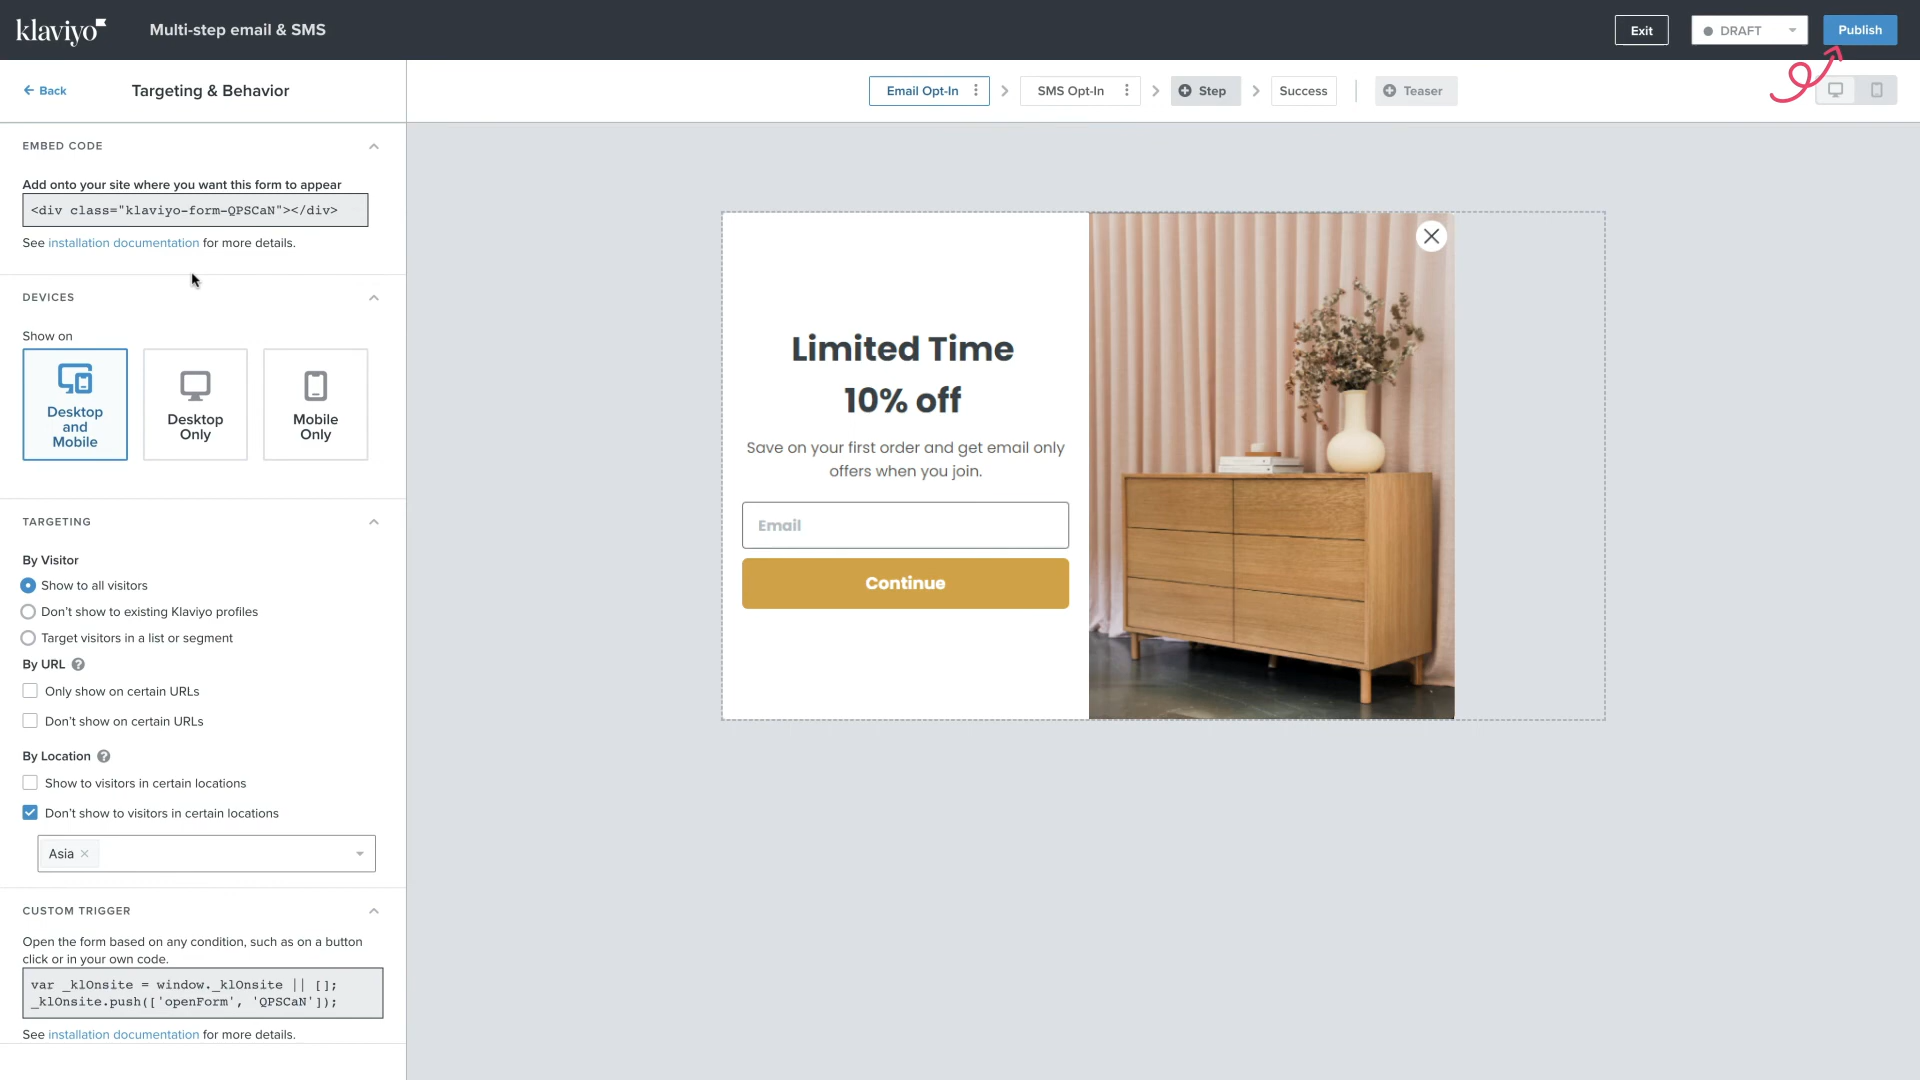 klaviyo
Multi-step email & SMS
Exit
DRAFT
Publish
Back
Targeting & Behavior
Email Opt-In
SMS Opt-In
Step
Success
Teaser
EMBED CODE
Add onto your site where you want this form to appear
<div class="klaviyo-form-QPSCaN"></div>
See installation documentation for more details.
DEVICES
Show on
Desktop
and
Mobile
Desktop
Only
Mobile
Only
TARGETING
By Visitor
Show to all visitors
Don't show to existing Klaviyo profiles
Target visitors in a list or segment
By URL ?
Only show on certain URLs
Don't show on certain URLs
By Location ?
Show to visitors in certain locations
Don't show to visitors in certain locations
Asia
CUSTOM TRIGGER
Open the form based on any condition, such as on a button
click or in your own code.
var _klOnsite = window._klOnsite || [];
_klOnsite.push(['openForm', 'QPSCaN']);
See installation documentation for more details.
Limited Time
10% off
Save on your first order and get email only
offers when you join.
Email
Continue